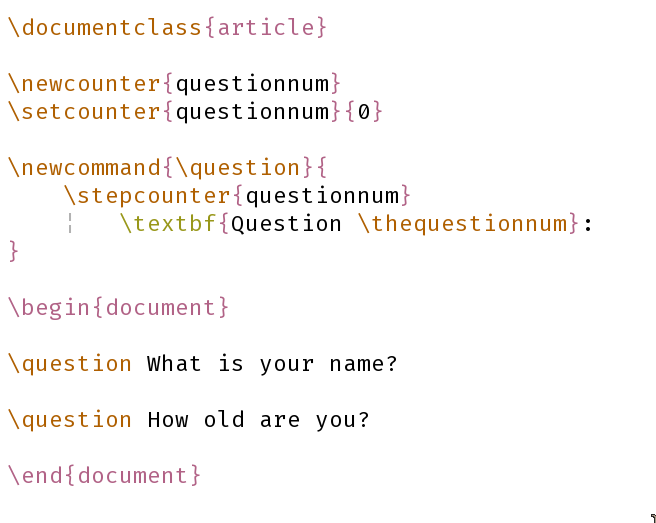 \documentclass{article}

\newcounter{questionnum}
\setcounter{questionnum}{0}

\newcommand{\question}{
    \stepcounter{questionnum}
    ¦   \textbf{Question \thequestionnum}:
}

\begin{document}

\question What is your name?

\question How old are you?

\end{document}